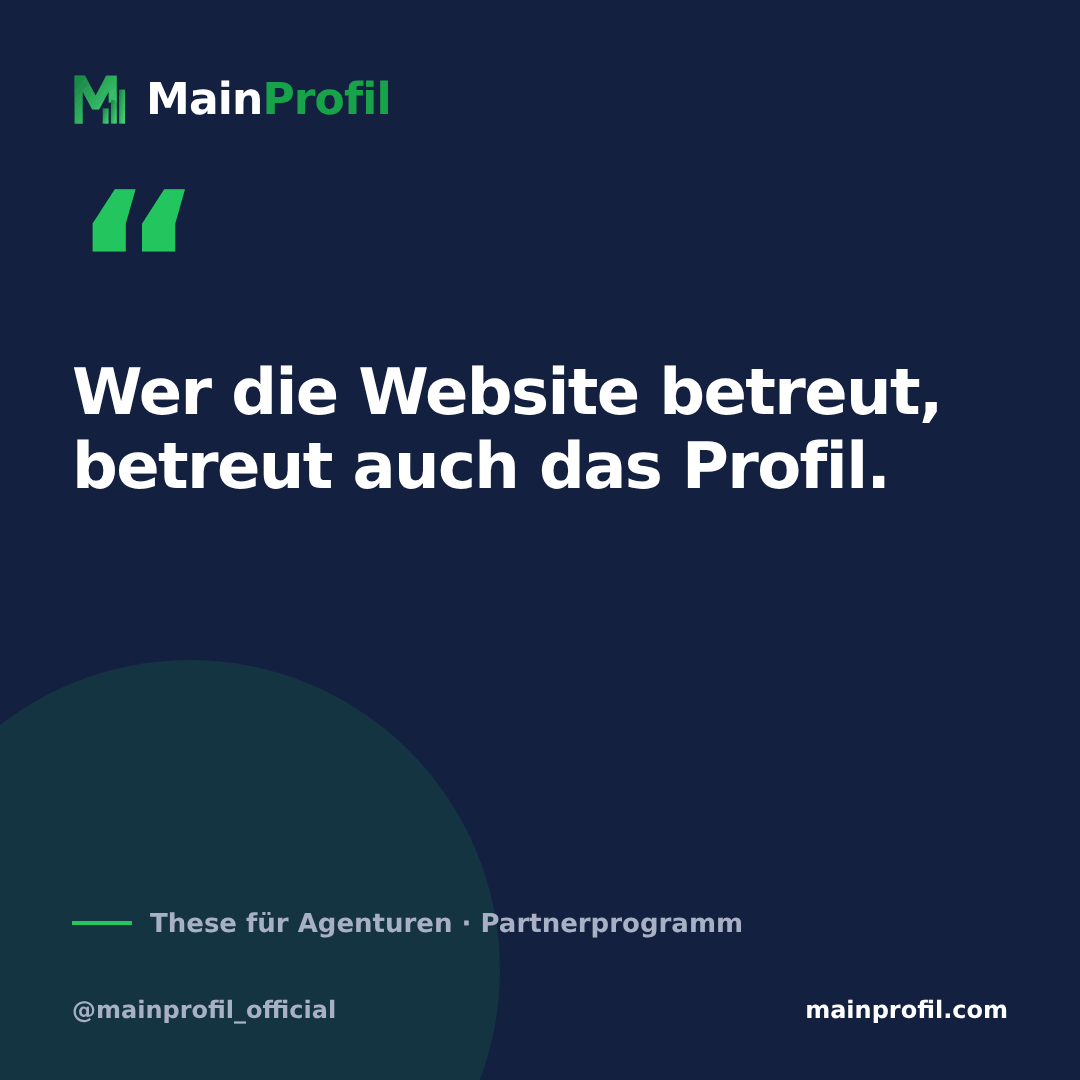 MainProfil
“
Wer die Website betreut,
betreut auch das Profil.
These für Agenturen · Partnerprogramm
@mainprofil_official
mainprofil.com